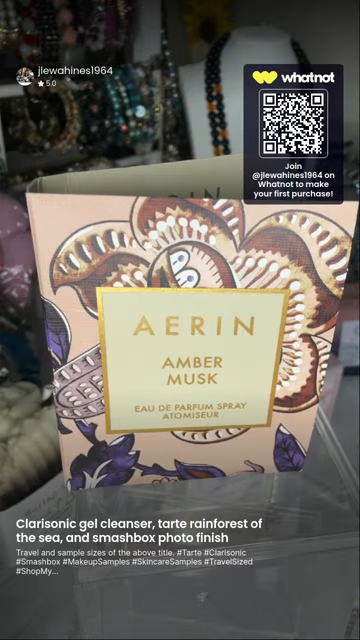 jlewahines1964
★ 5.0
whatnot
Join
@jlewahines1964 on
Whatnot to make
your first purchase!
AERIN
AMBER
MUSK
EAU DE PARFUM SPRAY
ATOMISEUR
Clarisonic gel cleanser, tarte rainforest of
the sea, and smashbox photo finish
Travel and sample sizes of the above title. #Tarte #Clarisonic
#Smashbox #MakeupSamples #SkincareSamples #TravelSized
#ShopMy...